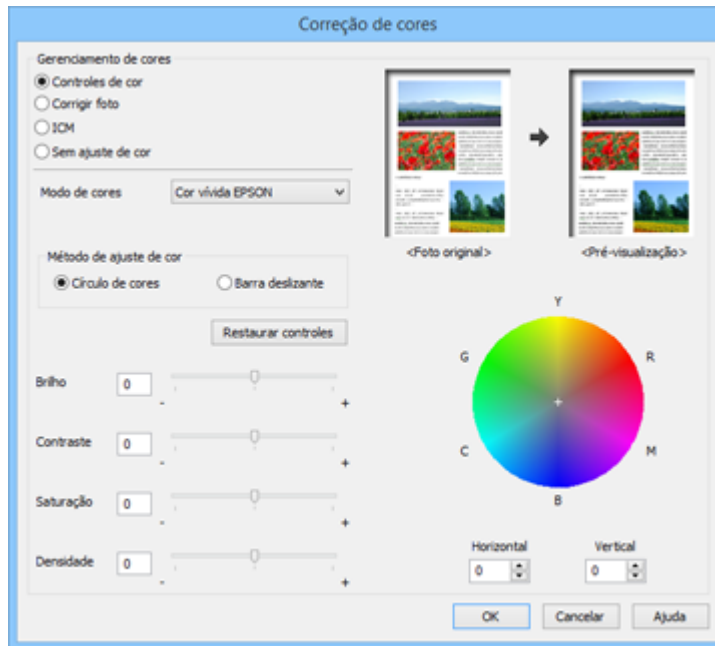 Correção de cores
Gerenciamento de cores
Controles de cor
Corrigir foto
ICM
Sem ajuste de cor
Modo de cores
Cor vívida EPSON
<Foto original>
<Pré-visualização>
Método de ajuste de cor
Círculo de cores
Barra deslizante
Restaurar controles
Brilho 0
- +
Contraste 0
- +
Saturação 0
- +
Densidade 0
- +
Y
G R
C M
B
Horizontal Vertical
0 0
OK Cancelar Ajuda